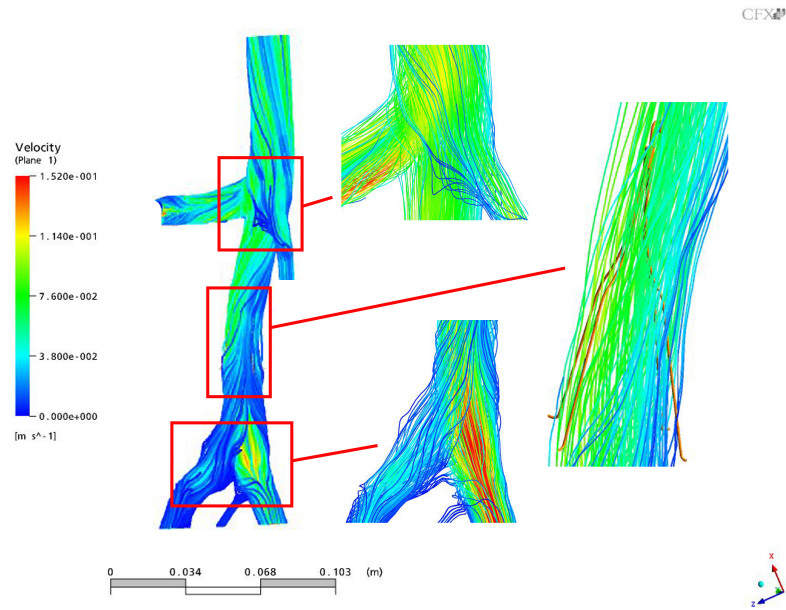 CFX
Velocity
(Plane 1)
1.520e-001
1.140e-001
7.600e-002
3.800e-002
0.000e+000
[m s^-1]
0 0.034 0.068 0.103 (m)
X
Z